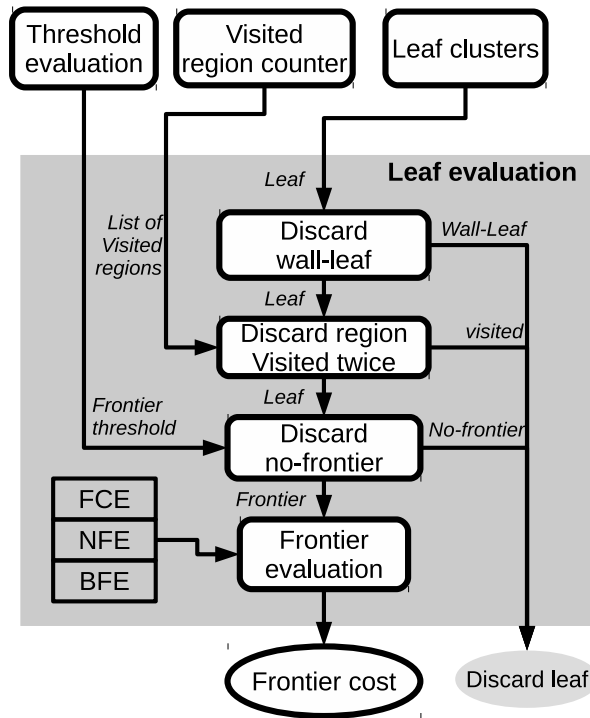 Threshold
evaluation
Visited
region counter
Leaf clusters
Leaf evaluation
Leaf
List of
Visited
regions
Discard
wall-leaf
Wall-Leaf
Leaf
Discard region
Visited twice
visited
Leaf
Frontier
threshold
Discard
no-frontier
No-frontier
Frontier
FCE
NFE
BFE
Frontier
evaluation
Frontier cost
Discard leaf